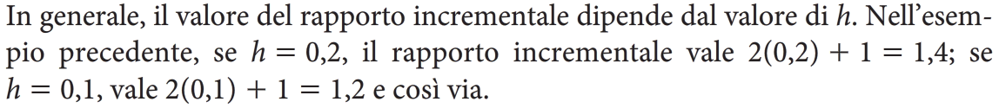 In generale, il valore del rapporto incrementale dipende dal valore di h. Nell'esem-
pio precedente, se h = 0,2, il rapporto incrementale vale 2(0,2) + 1 = 1,4; se
h = 0,1, vale 2(0,1) + 1 = 1,2 e così via.